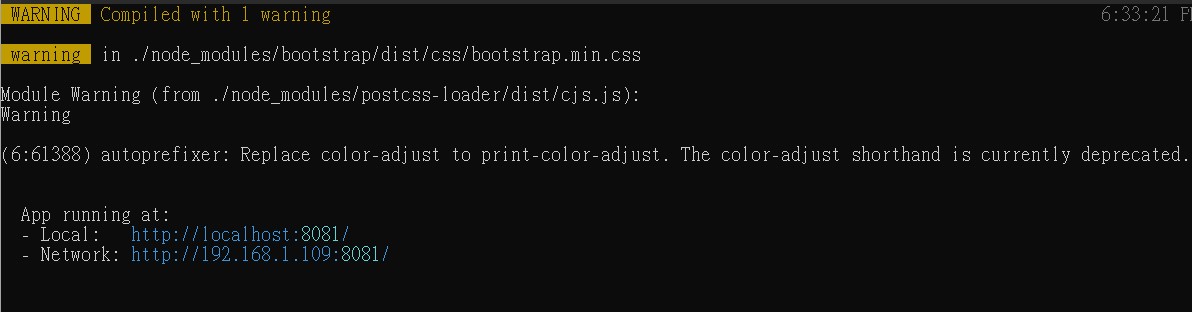 WARNING Compiled with 1 warning 6:33:21 P
warning in ./node_modules/bootstrap/dist/css/bootstrap.min.css
Module Warning (from ./node_modules/postcss-loader/dist/cjs.js):
Warning
(6:61388) autoprefixer: Replace color-adjust to print-color-adjust. The color-adjust shorthand is currently deprecated.
App running at:
- Local: http://localhost:8081/
- Network: http://192.168.1.109:8081/